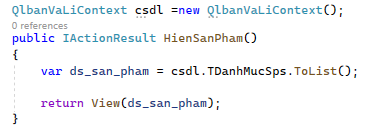 QlbanVaLiContext csdl =new QlbanVaLiContext();
0 references
public IActionResult HienSanPham()
{
var ds_san_pham = csdl.TDanhMucSps.ToList();
return View(ds_san_pham);
}